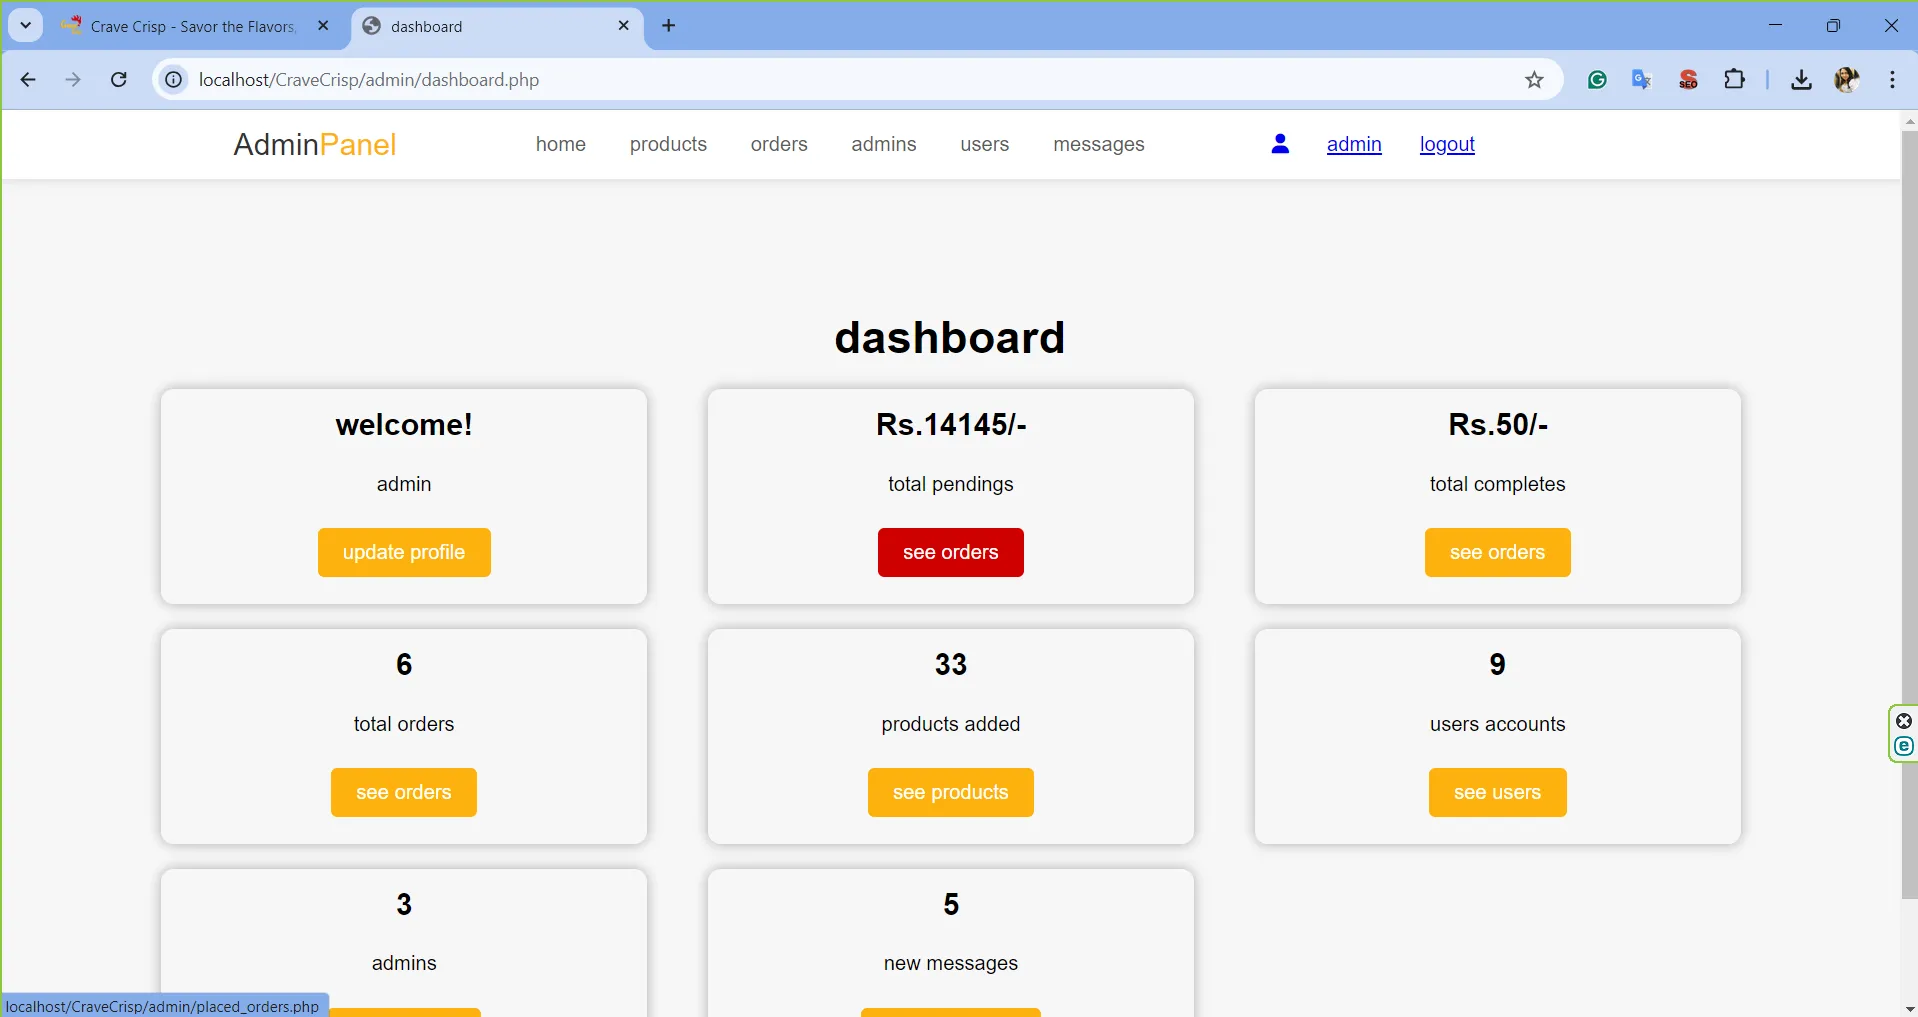 Crave Crisp - Savor the Flavors,
dashboard
localhost/CraveCrisp/admin/dashboard.php
SEO
AdminPanel
home
products
orders
admins
users
messages
admin
logout
dashboard
welcome!
admin
update profile
Rs.14145/-
total pendings
see orders
Rs.50/-
total completes
see orders
6
total orders
see orders
33
products added
see products
9
users accounts
see users
3
admins
5
new messages
localhost/CraveCrisp/admin/placed_orders.php